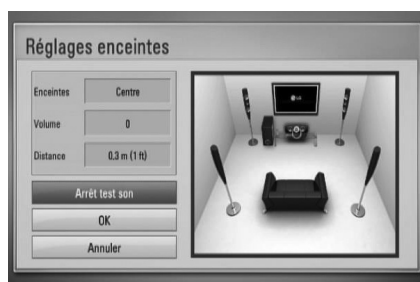 Réglages enceintes
Enceintes Centre
Volume 0
Distance 0,3 m (1 ft)
Arrêt test son
OK
Annuler
LG